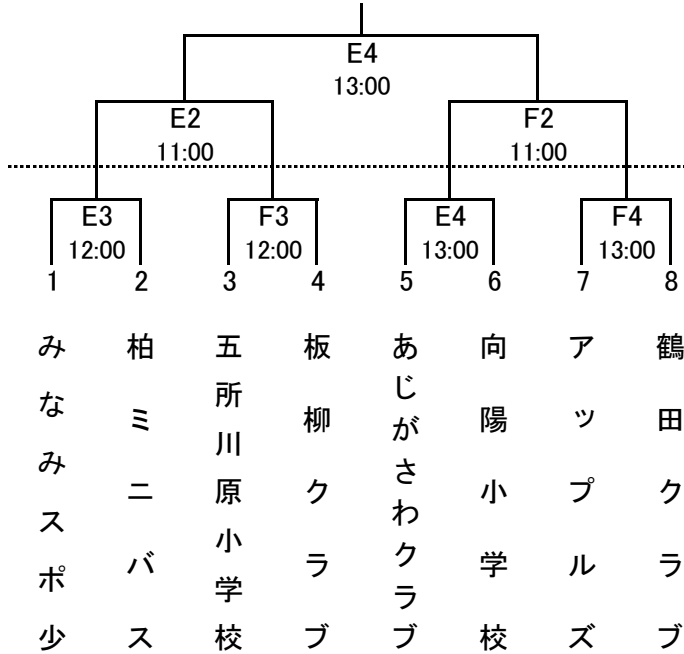 E4
13:00
E2
11:00
F2
11:00
E3
12:00
F3
12:00
E4
13:00
F4
13:00
1
2
3
4
5
6
7
8
みなみスポ少
柏ミニバス
五所川原小学校
板柳クラブ
あじがさわクラブ
向陽小学校
アップルズ
鶴田クラブ